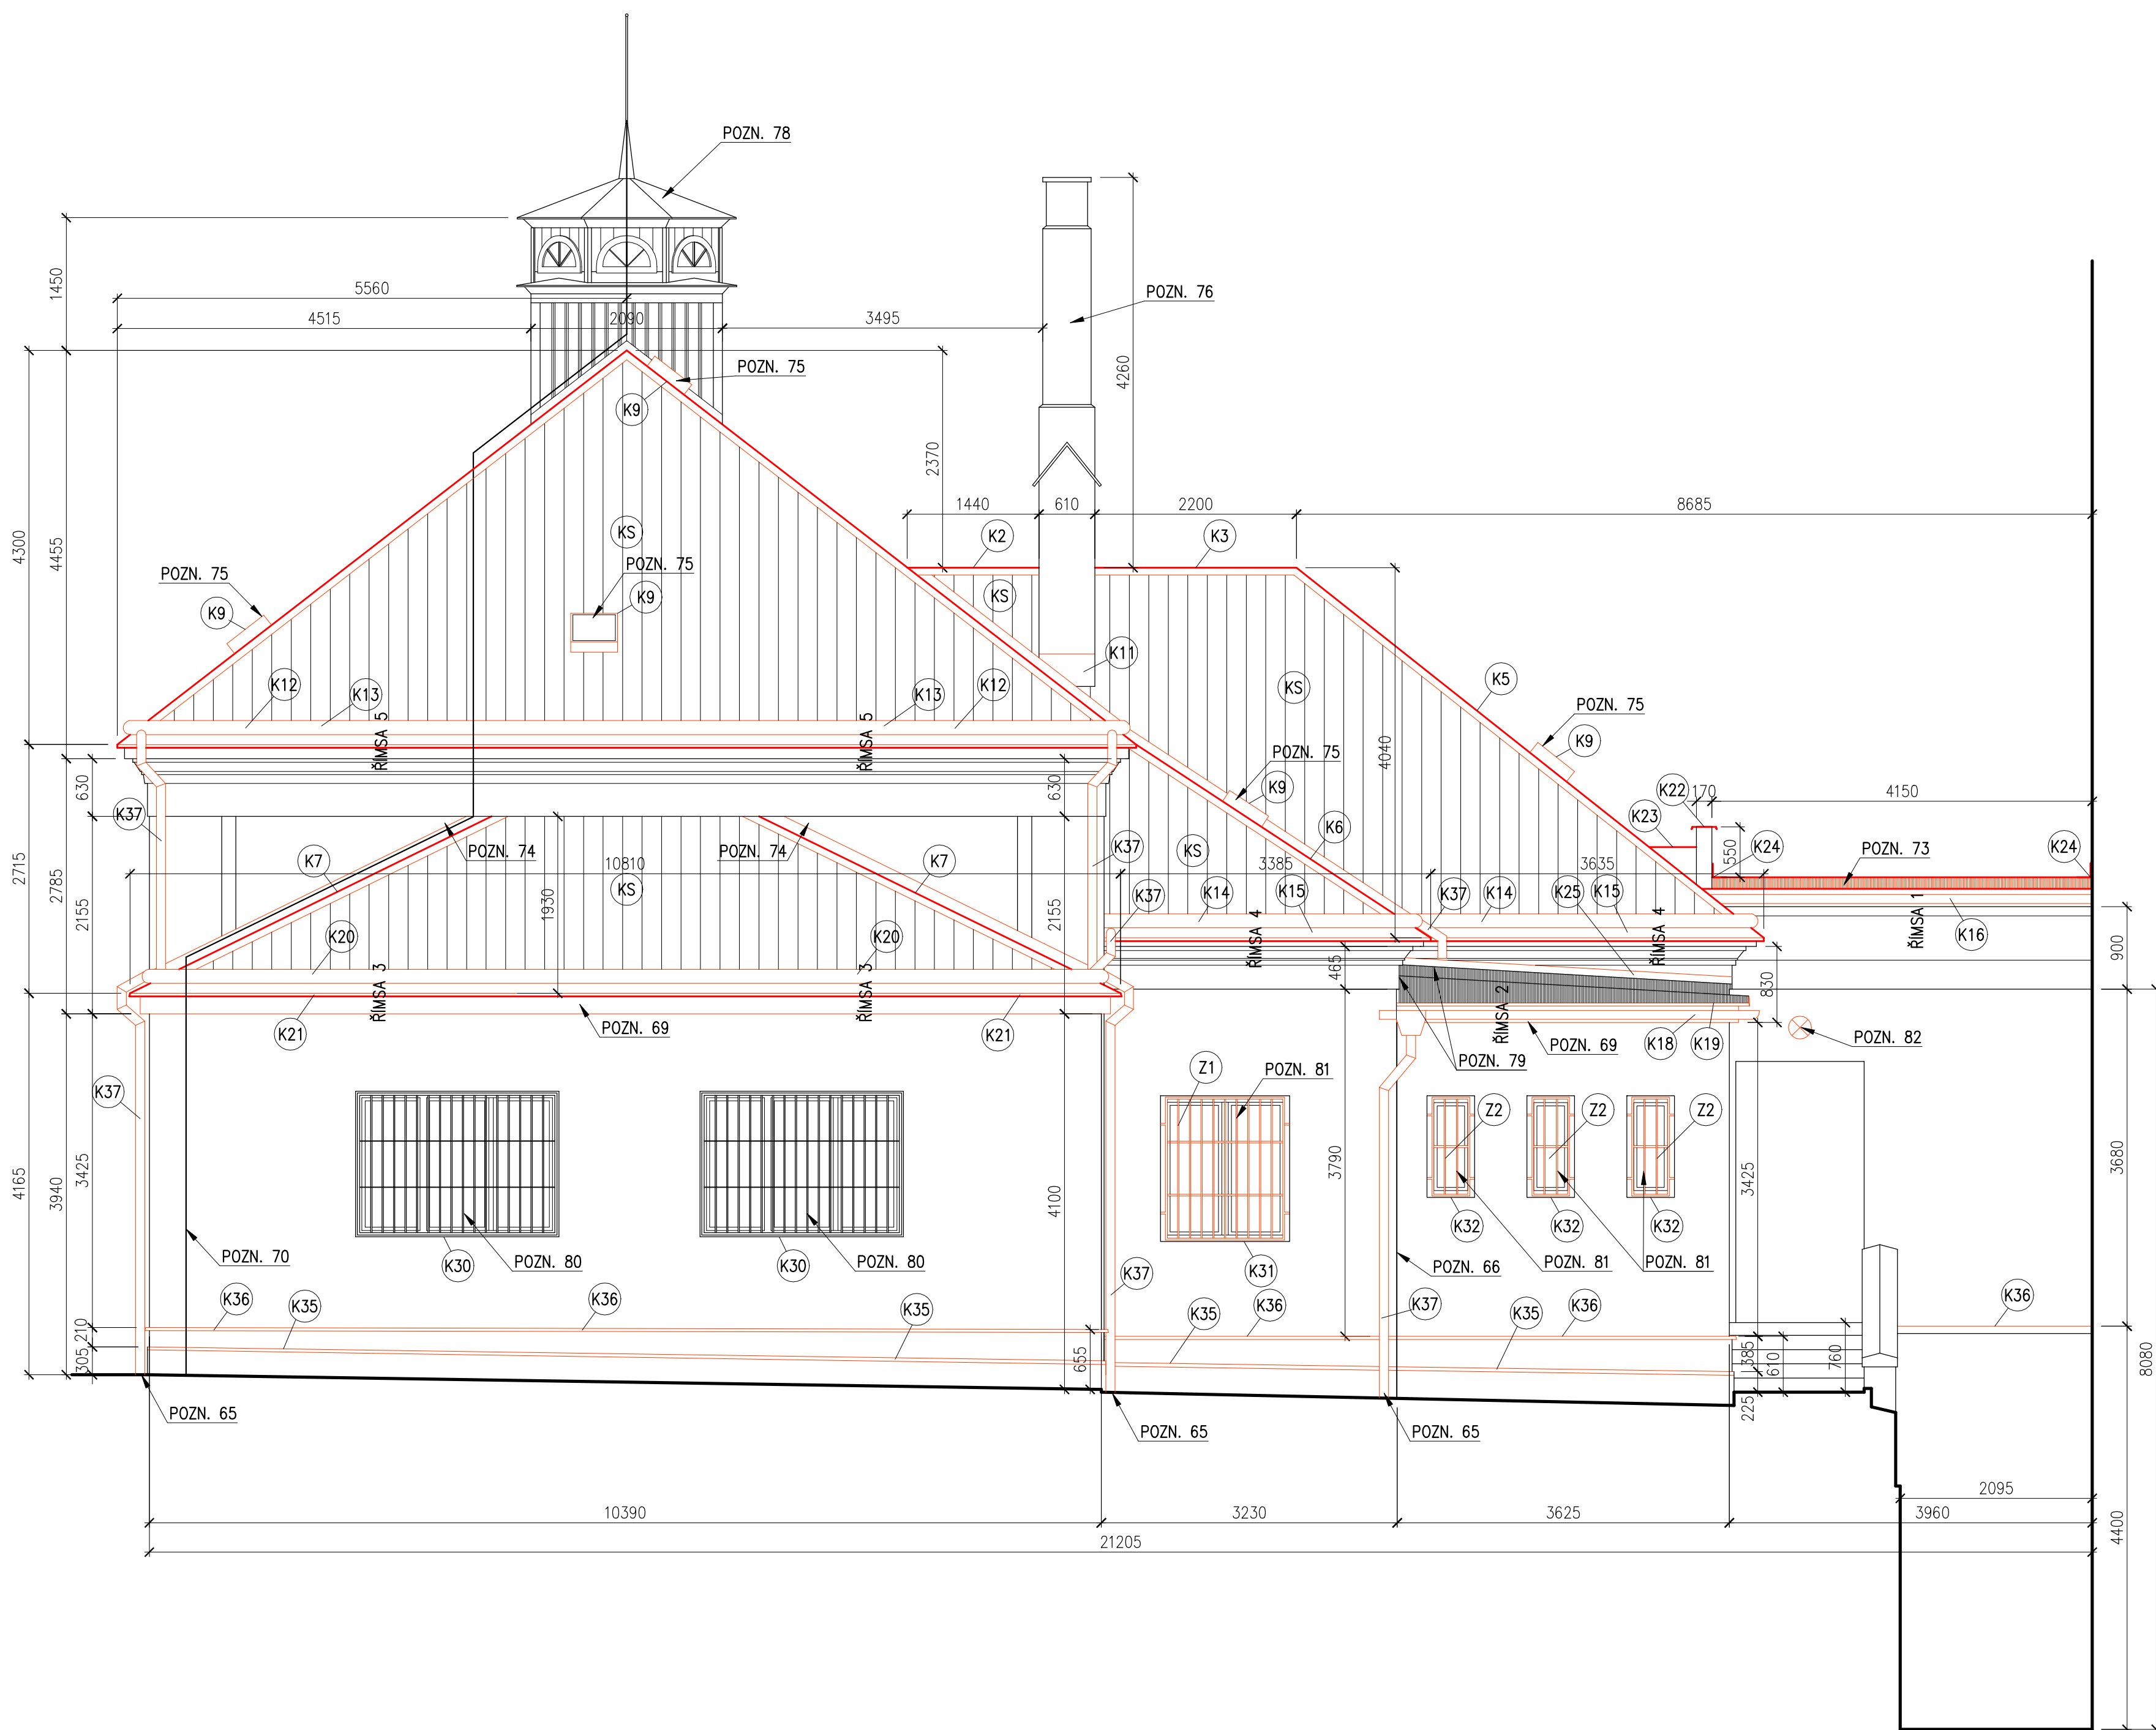 POZN. 78
1450
5560
POZN. 76
4515
2090
3495
POZN. 75
K9
4260
2370
4300
4455
1440
610
2200
8685
KS
K2
K3
POZN. 75
POZN. 75
KS
K9
K9
K11
K12
K13
K13
K12
KS
K5
POZN. 75
K9
ŘÍMSA 5
ŘÍMSA 5
4040
POZN. 75
K9
K22
170
4150
630
630
K37
K23
K6
550
POZN. 74
POZN. 74
K37
KS
K24
POZN. 73
K24
K7
10810
K7
3385
3635
2715
2785
2155
1930
KS
2155
K37
K14
K15
K37
K14
K25
K15
K20
K20
ŘÍMSA 4
ŘÍMSA 4
ŘÍMSA 1
K16
900
465
830
ŘÍMSA 3
ŘÍMSA 3
ŘÍMSA 2
K21
POZN. 69
K21
K18
K19
POZN. 82
POZN. 69
POZN. 79
K37
Z1
POZN. 81
Z2
Z2
Z2
4165
3940
3425
4100
3790
3425
3680
K32
K32
K32
POZN. 70
K30
POZN. 80
K30
POZN. 80
K31
POZN. 66
POZN. 81
POZN. 81
K37
K36
K35
K36
K35
K36
K37
K36
K36
210
305
655
K35
K35
385
610
760
225
8080
POZN. 65
POZN. 65
POZN. 65
2095
10390
3230
3625
3960
4400
21205